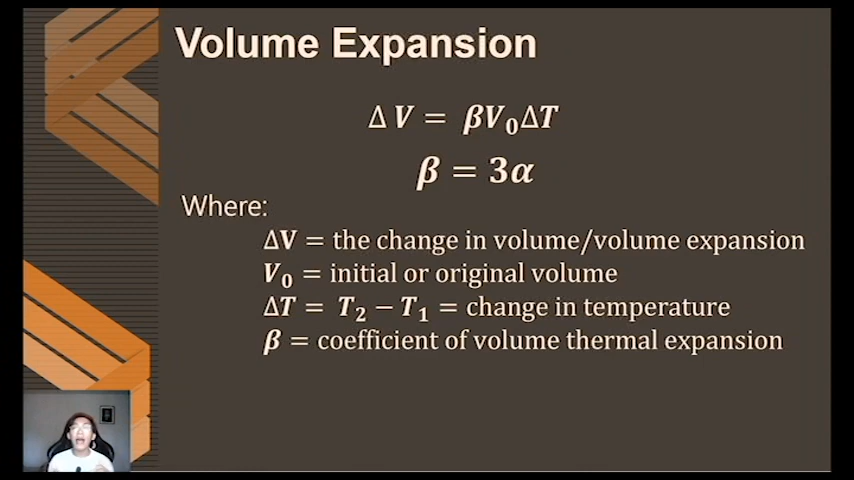 Volume Expansion
Δ V = βV₀ΔT
β = 3α
Where:
ΔV = the change in volume/volume expansion
V₀ = initial or original volume
ΔT = T₂ − T₁ = change in temperature
β = coefficient of volume thermal expansion